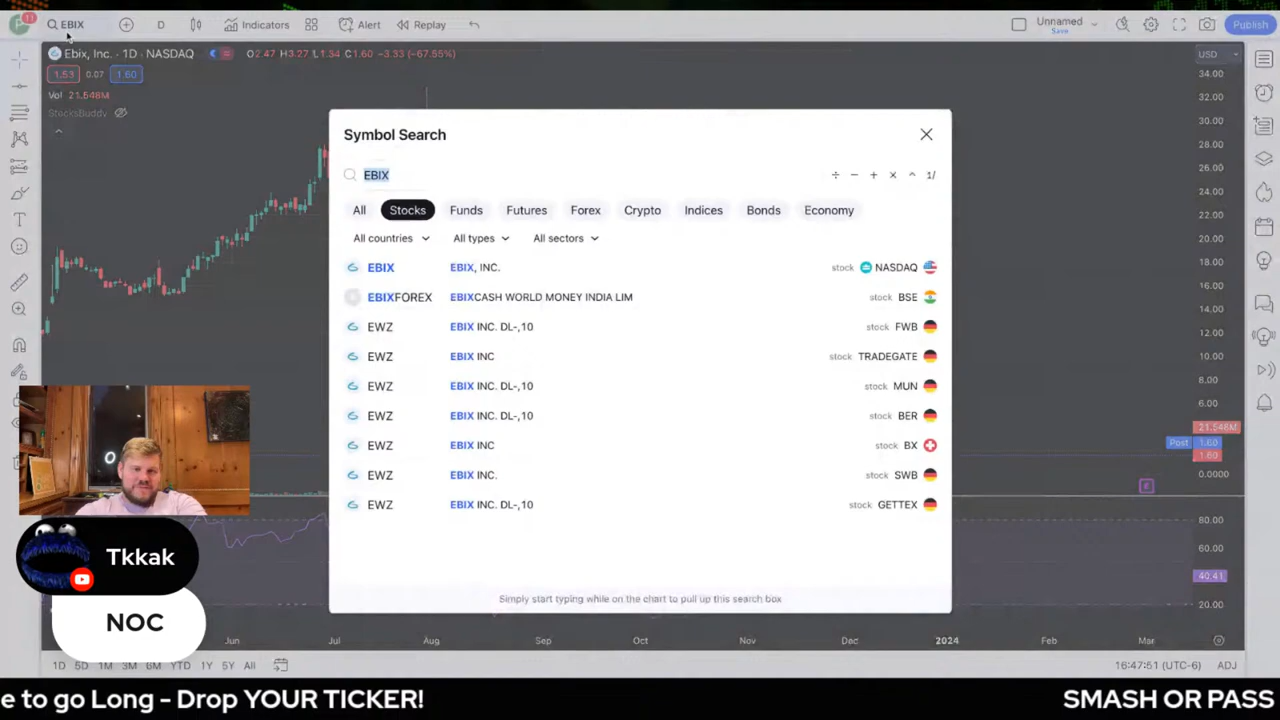 11 EBIX D Indicators Alert Replay Unnamed Save Publish
Ebix, Inc. · 1D · NASDAQ O2.47 H3.27 L1.34 C1.60 -3.33 (-67.55%) USD
1.53 0.07 1.60
Vol 21.548M
StocksBuddy
Symbol Search
EBIX ÷ − + × ^ 1/
All Stocks Funds Futures Forex Crypto Indices Bonds Economy
All countries All types All sectors
EBIX EBIX, INC. stock NASDAQ
EBIXFOREX EBIXCASH WORLD MONEY INDIA LIM stock BSE
EWZ EBIX INC. DL-,10 stock FWB
EWZ EBIX INC stock TRADEGATE
EWZ EBIX INC. DL-,10 stock MUN
EWZ EBIX INC. DL-,10 stock BER
EWZ EBIX INC stock BX
EWZ EBIX INC. stock SWB
EWZ EBIX INC. DL-,10 stock GETTEX
Simply start typing while on the chart to pull up this search box
34.00
32.00
30.00
28.00
26.00
24.00
22.00
20.00
18.00
16.00
14.00
12.00
10.00
8.00
6.00
21.548M
Post 1.60
1.60
0.0000
E
80.00
60.00
40.41
20.00
Tkkak
NOC
Jun Jul Aug Sep Oct Nov Dec 2024 Feb Mar
1D 5D 1M 3M 6M YTD 1Y 5Y All 16:47:51 (UTC-6) ADJ
e to go Long - Drop YOUR TICKER! SMASH OR PASS